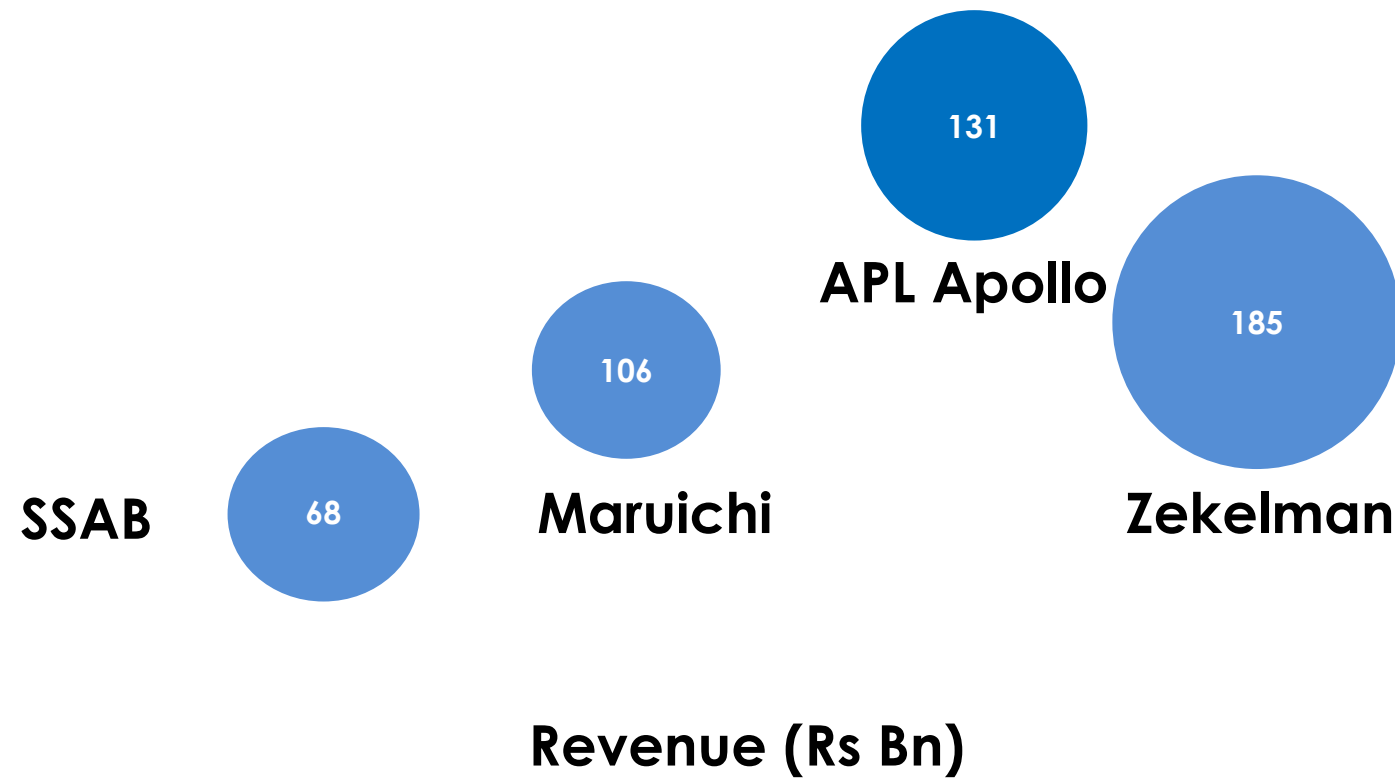 131
APL Apollo
185
106
SSAB
68
Maruichi
Zekelman
Revenue (Rs Bn)